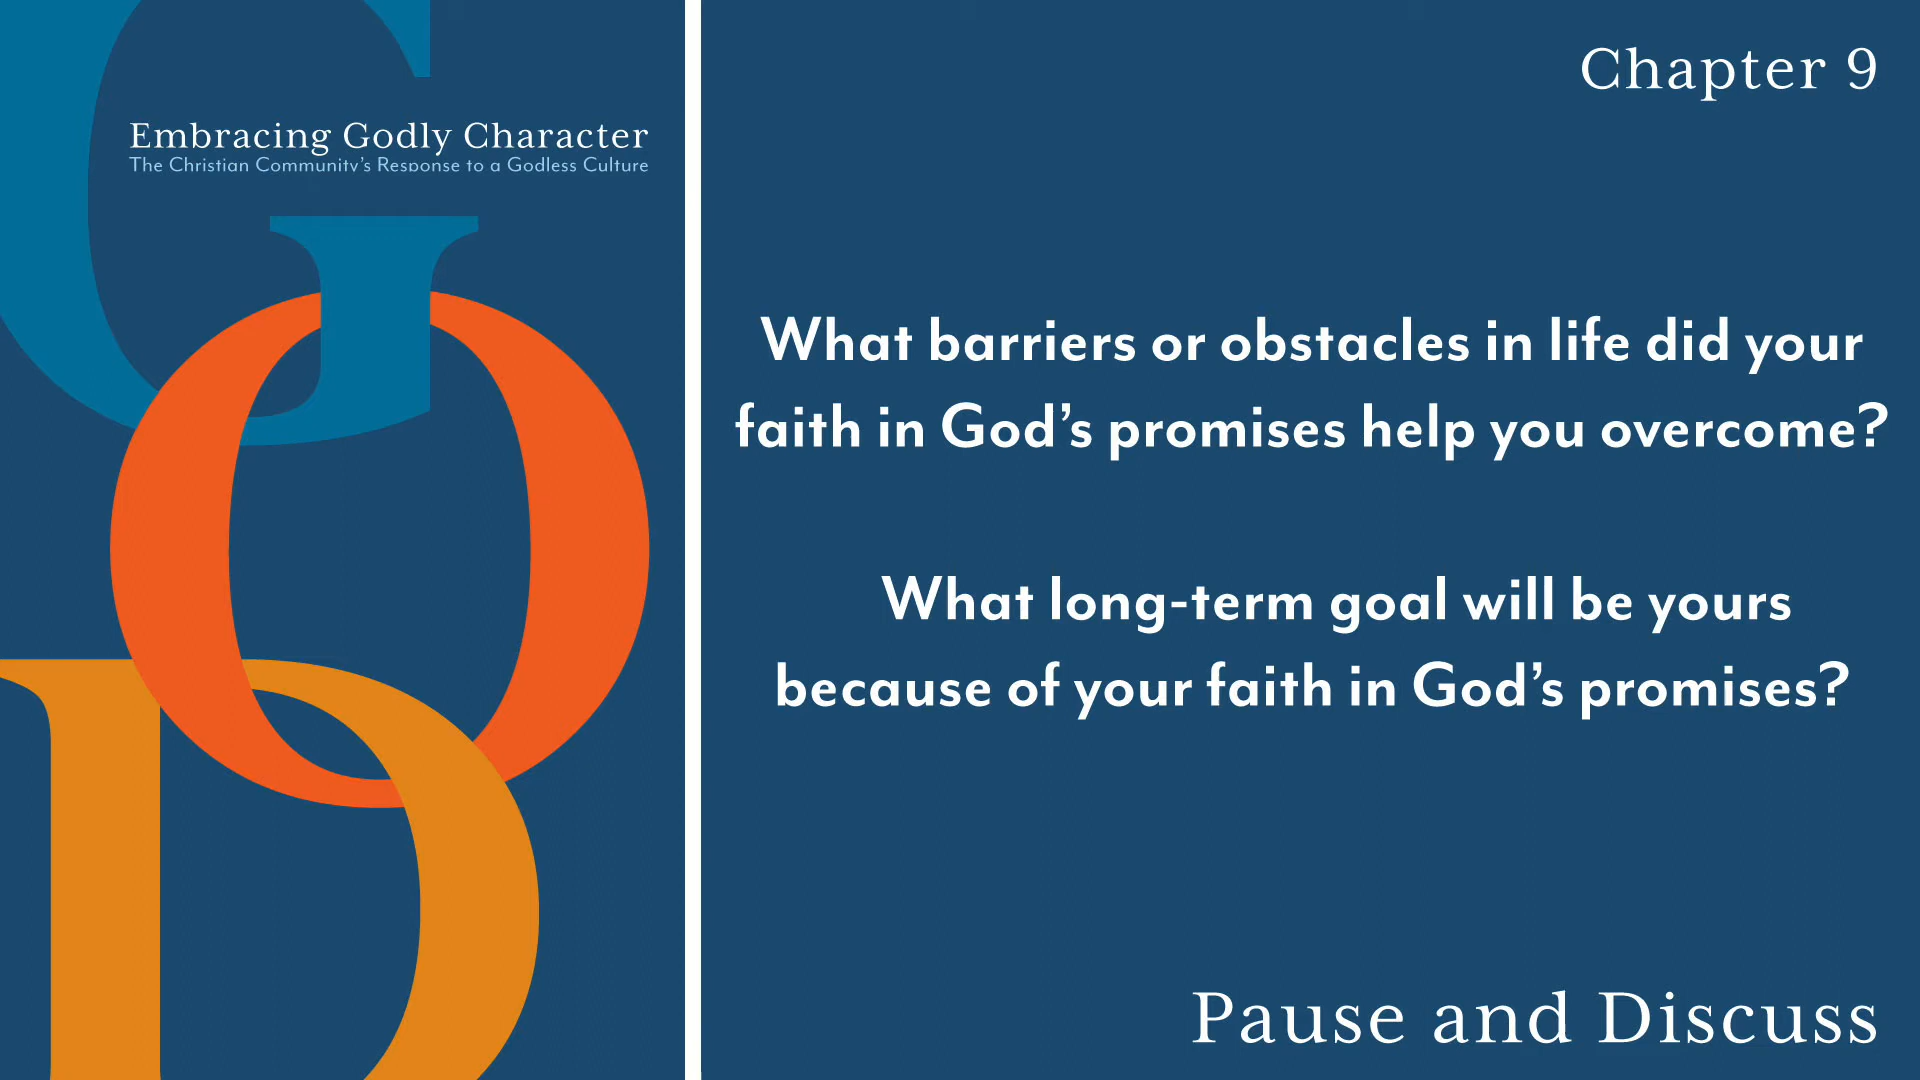 Chapter 9
Embracing Godly Character
The Christian Community's Response to a Godless Culture
GOD
What barriers or obstacles in life did your
faith in God's promises help you overcome?
What long-term goal will be yours
because of your faith in God's promises?
Pause and Discuss